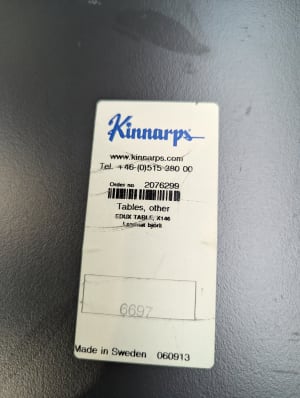 Kinnarps
www.kinnarps.com
Tel. +46-(0)515-380 00
Order no 2076299
Tables, other
EDUX TABLE, X146
Laminat björk
6697
Made in Sweden 060913